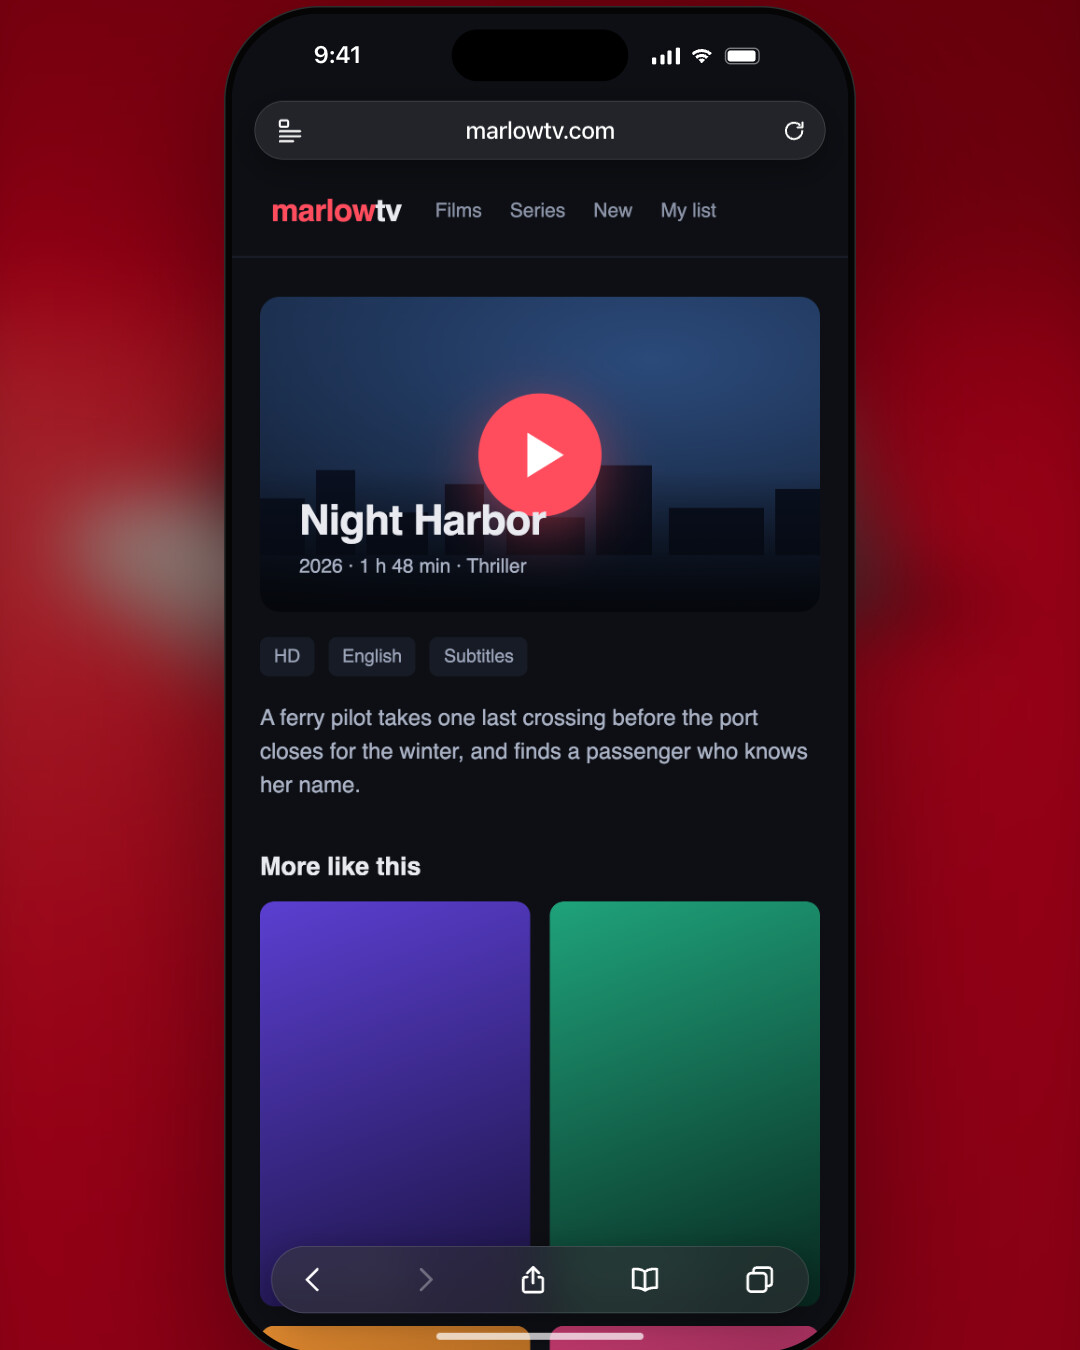 9:41
marlowtv.com
marlowtv Films Series New My list
Night Harbor
2026 · 1 h 48 min · Thriller
HD English Subtitles
A ferry pilot takes one last crossing before the port
closes for the winter, and finds a passenger who knows
her name.
More like this